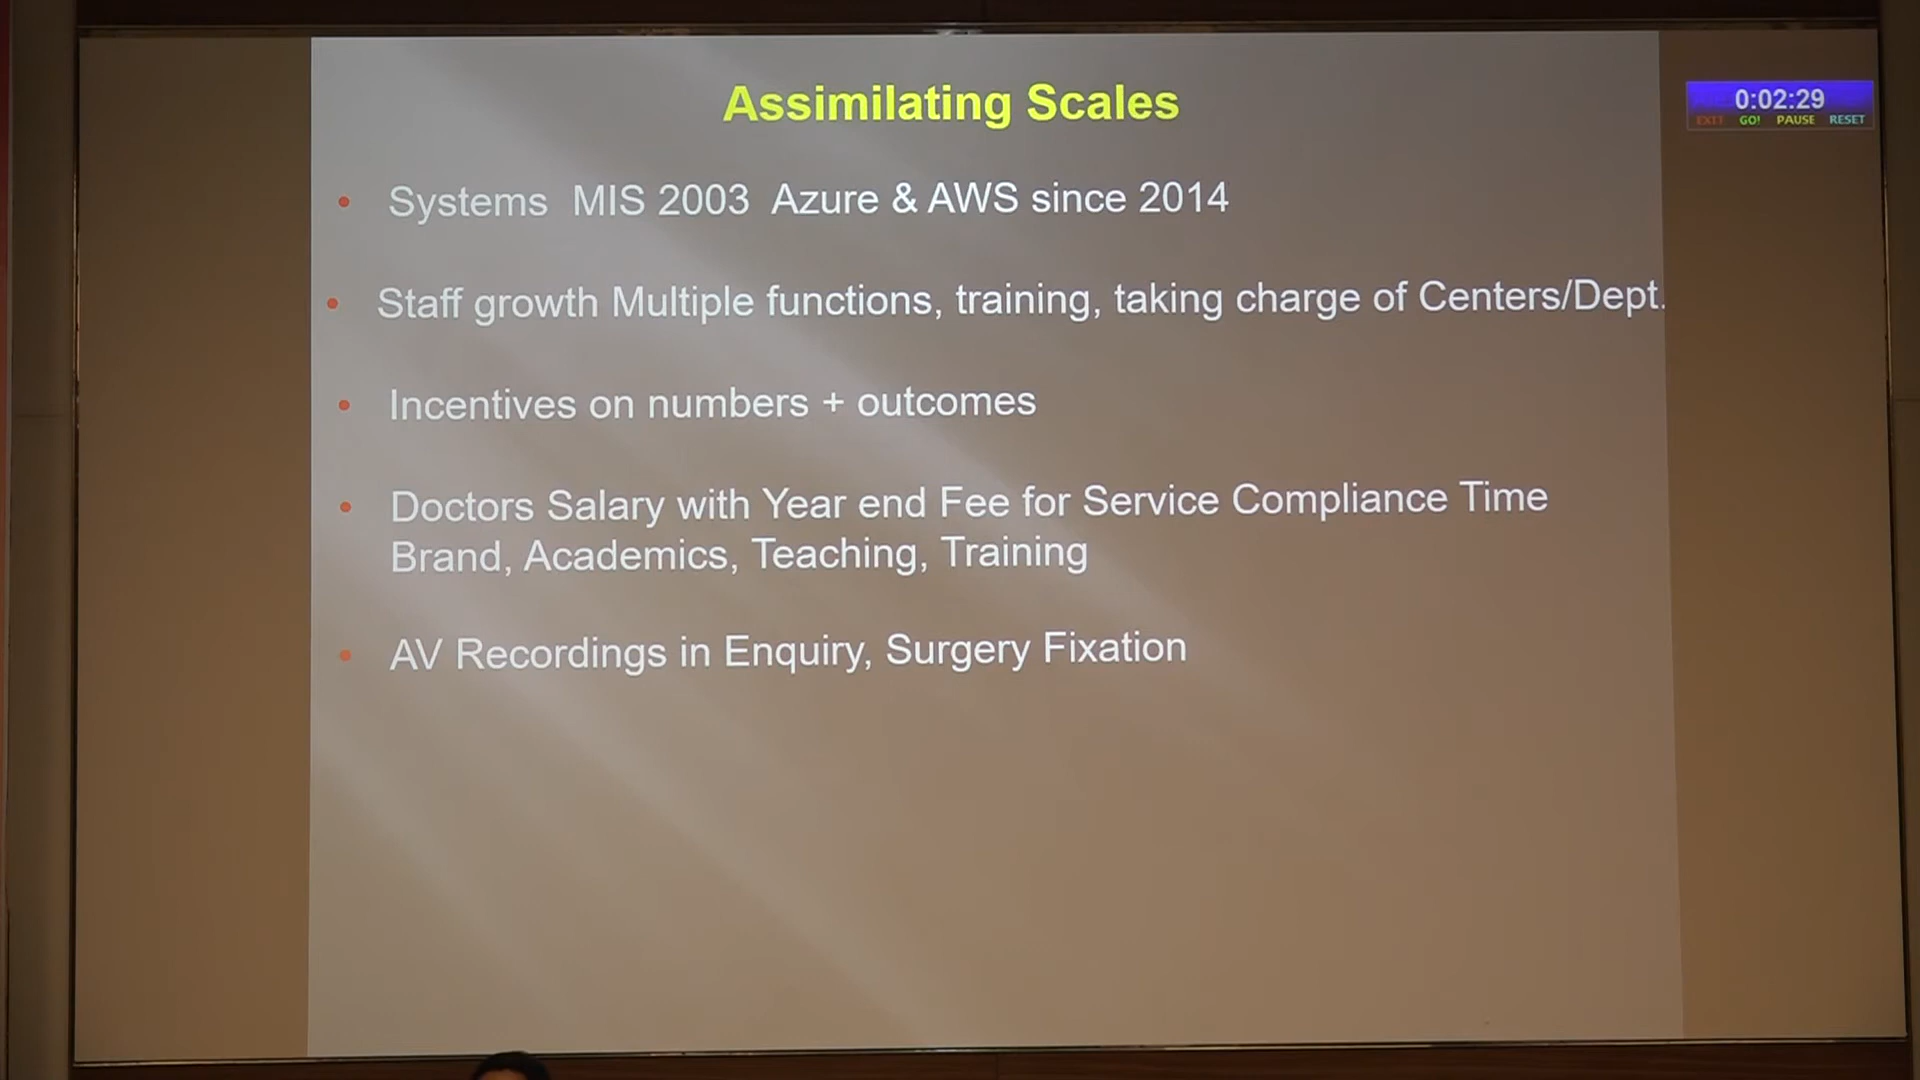 Assimilating Scales
0:02:29
EXIT GO! PAUSE RESET
• Systems MIS 2003 Azure & AWS since 2014
• Staff growth Multiple functions, training, taking charge of Centers/Dept.
• Incentives on numbers + outcomes
• Doctors Salary with Year end Fee for Service Compliance Time
Brand, Academics, Teaching, Training
• AV Recordings in Enquiry, Surgery Fixation